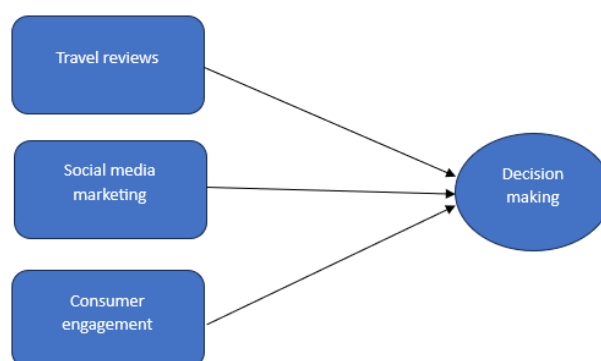 Travel reviews
Social media
marketing
Decision
making
Consumer
engagement